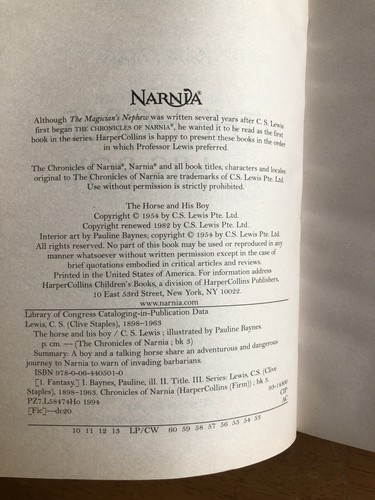 NARNIA®
Although The Magician's Nephew was written several years after C. S. Lewis
first began THE CHRONICLES OF NARNIA®, he wanted it to be read as the first
book in the series. HarperCollins is happy to present these books in the order
in which Professor Lewis preferred.
The Chronicles of Narnia®, Narnia® and all book titles, characters and locales
original to The Chronicles of Narnia are trademarks of C.S. Lewis Pte. Ltd.
Use without permission is strictly prohibited.
The Horse and His Boy
Copyright © 1954 by C.S. Lewis Pte. Ltd.
Copyright renewed 1982 by C.S. Lewis Pte. Ltd.
Interior art by Pauline Baynes; copyright © 1954 by C.S. Lewis Pte. Ltd.
All rights reserved. No part of this book may be used or reproduced in any
manner whatsoever without written permission except in the case of
brief quotations embodied in critical articles and reviews.
Printed in the United States of America. For information address
HarperCollins Children's Books, a division of HarperCollins Publishers,
10 East 53rd Street, New York, NY 10022.
www.narnia.com
Library of Congress Cataloging-in-Publication Data
Lewis, C. S. (Clive Staples), 1898–1963
The horse and his boy / C. S. Lewis ; illustrated by Pauline Baynes.
p. cm. — (The Chronicles of Narnia ; bk 3)
Summary: A boy and a talking horse share an adventurous and dangerous
journey to Narnia to warn of invading barbarians.
ISBN 978-0-06-440501-0
[1. Fantasy.] I. Baynes, Pauline, ill. II. Title. III. Series: Lewis, C.S. (Clive
Staples), 1898–1963. Chronicles of Narnia (HarperCollins (Firm)) ; bk 3.
PZ7.L58474Ho 1994 93-14300
[Fic]—dc20 CIP
AC
10 11 12 13 LP/CW 60 59 58 57 56 55 54 53